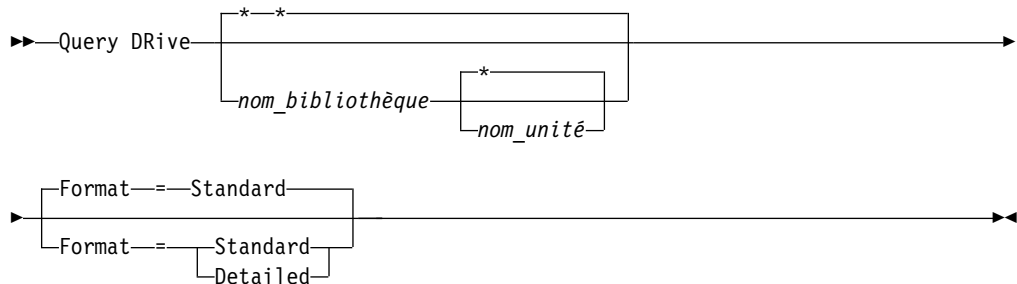 * *
Query DRive
*
nom_bibliothèque
nom_unité
Format = Standard
Format = Standard
Detailed